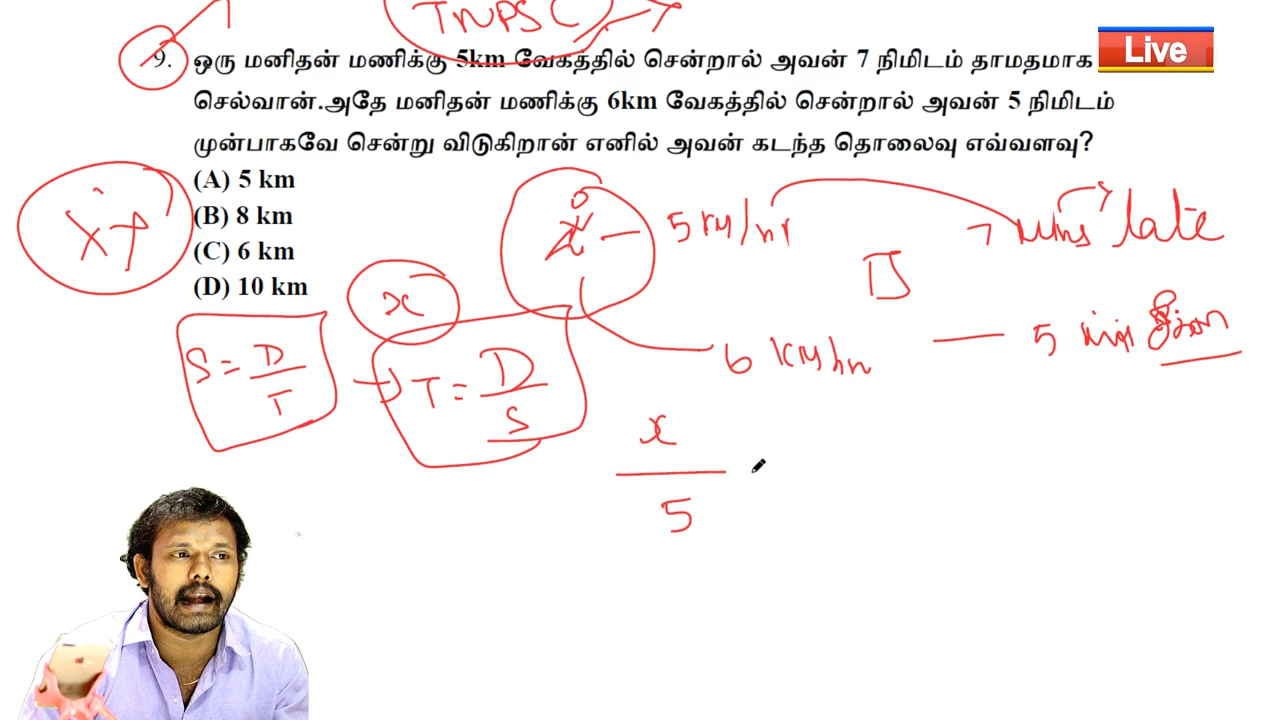 TNPSC
Live
9. ஒரு மனிதன் மணிக்கு 5km வேகத்தில் சென்றால் அவன் 7 நிமிடம் தாமதமாக
செல்வான்.அதே மனிதன் மணிக்கு 6km வேகத்தில் சென்றால் அவன் 5 நிமிடம்
முன்பாகவே சென்று விடுகிறான் எனில் அவன் கடந்த தொலைவு எவ்வளவு?
(A) 5 km
(B) 8 km
(C) 6 km
(D) 10 km
5 KM/hr 7 Mins late
x
6 KM/hr 5 min
S = D/T → T = D/S
x
5